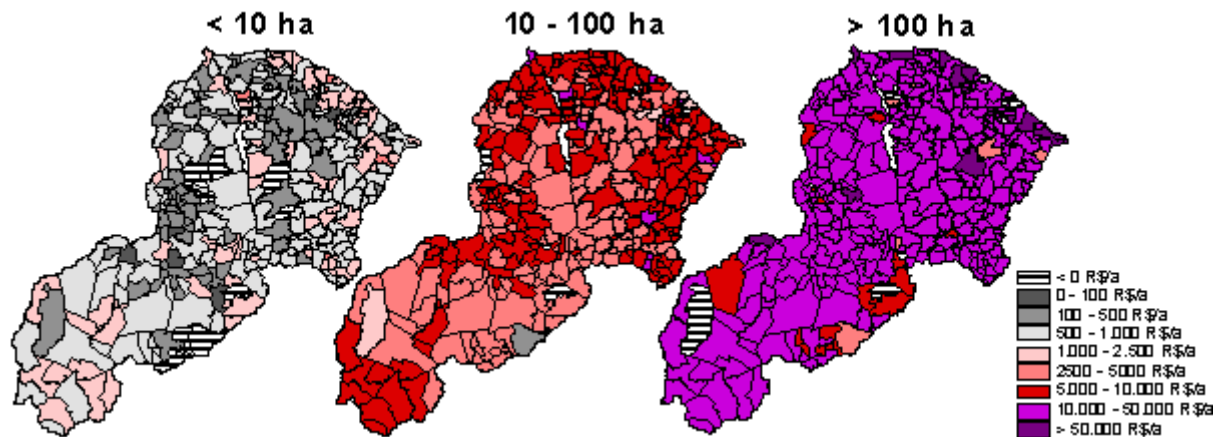 < 10 ha
10 - 100 ha
> 100 ha
< 0 R$/a
0 - 100 R$/a
100 - 500 R$/a
500 - 1.000 R$/a
1.000 - 2.500 R$/a
2500 - 5000 R$/a
5.000 - 10.000 R$/a
10.000 - 50.000 R$/a
> 50.000 R$/a